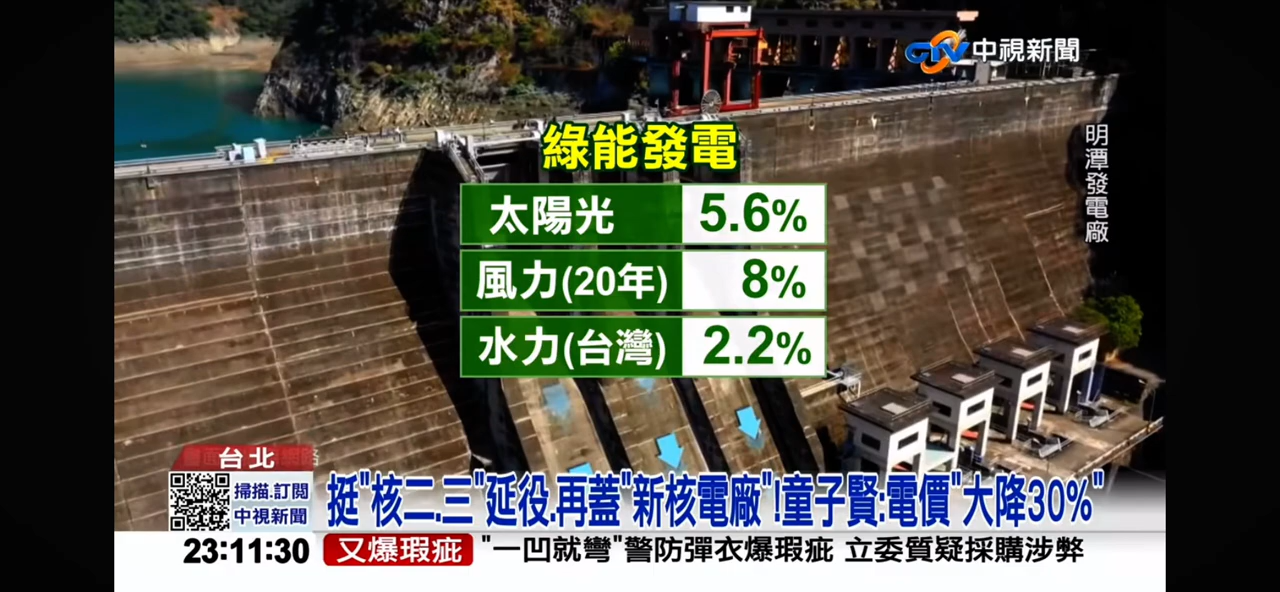 CTV中視新聞
明潭發電廠
綠能發電
太陽光 5.6%
風力(20年) 8%
水力(台灣) 2.2%
台北
掃描.訂閱
中視新聞
挺"核二.三"延役.再蓋"新核電廠"!童子賢:電價"大降30%"
23:11:30 又爆瑕疵 "一凹就彎"警防彈衣爆瑕疵 立委質疑採購涉弊